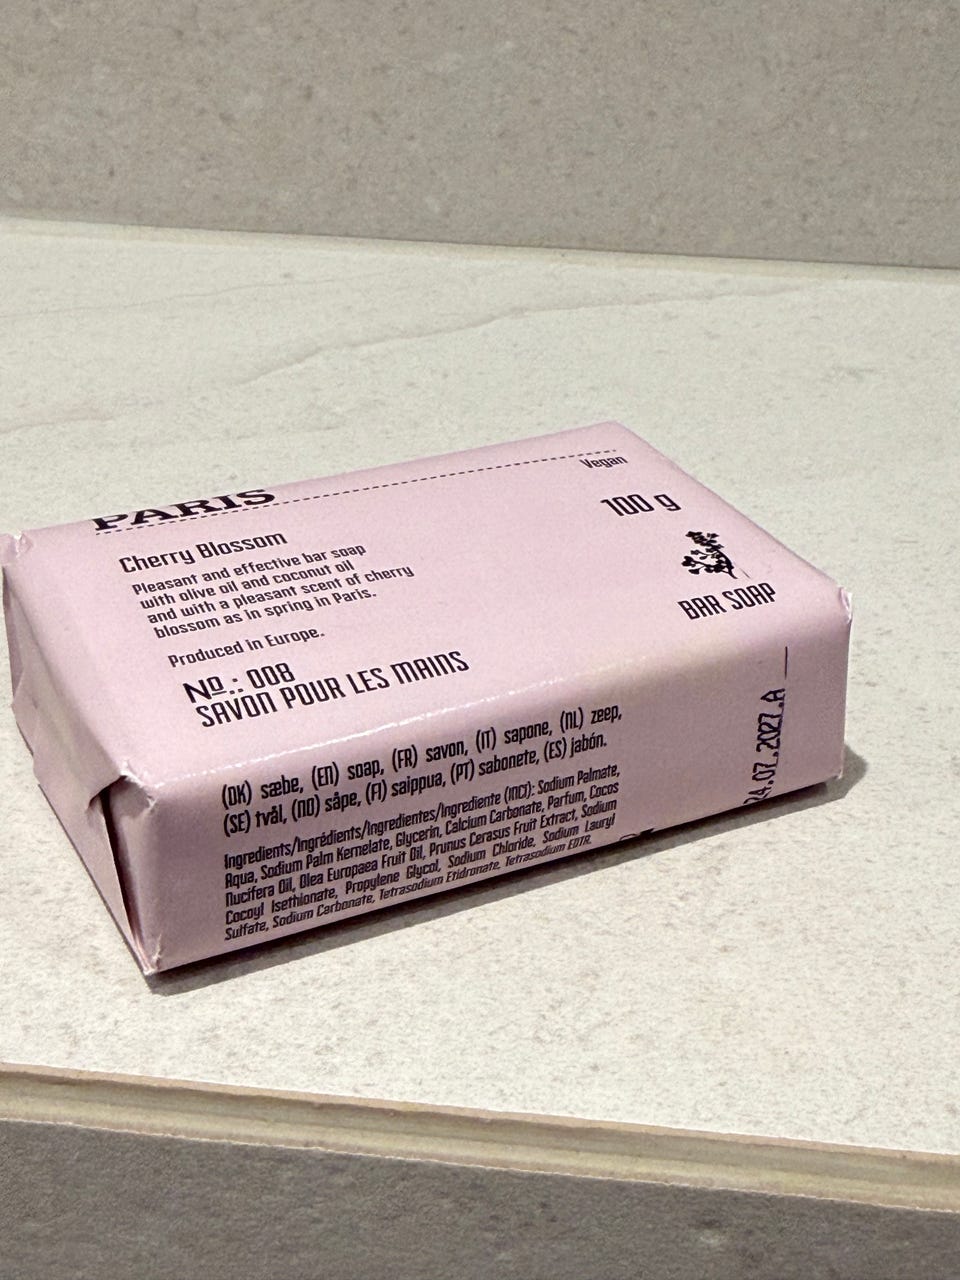 PARIS
Vegan
Cherry Blossom
Pleasant and effective bar soap
with olive oil and coconut oil
and with a pleasant scent of cherry
blossom as in spring in Paris.
Produced in Europe.
100 g
BAR SOAP
Nº.: 008
SAVON POUR LES MAINS
(DK) sæbe, (EN) soap, (FR) savon, (IT) sapone, (NL) zeep,
(SE) tvål, (NO) såpe, (FI) saippua, (PT) sabonete, (ES) jabón.
Ingredients/Ingrédients/Ingredientes/Ingrediente (INCI): Sodium Palmate,
Aqua, Sodium Palm Kernelate, Glycerin, Calcium Carbonate, Parfum, Cocos
Nucifera Oil, Olea Europaea Fruit Oil, Prunus Cerasus Fruit Extract, Sodium
Cocoyl Isethionate, Propylene Glycol, Sodium Chloride, Sodium Lauryl
Sulfate, Sodium Carbonate, Tetrasodium Etidronate, Tetrasodium EDTA.
24.07.2027 A